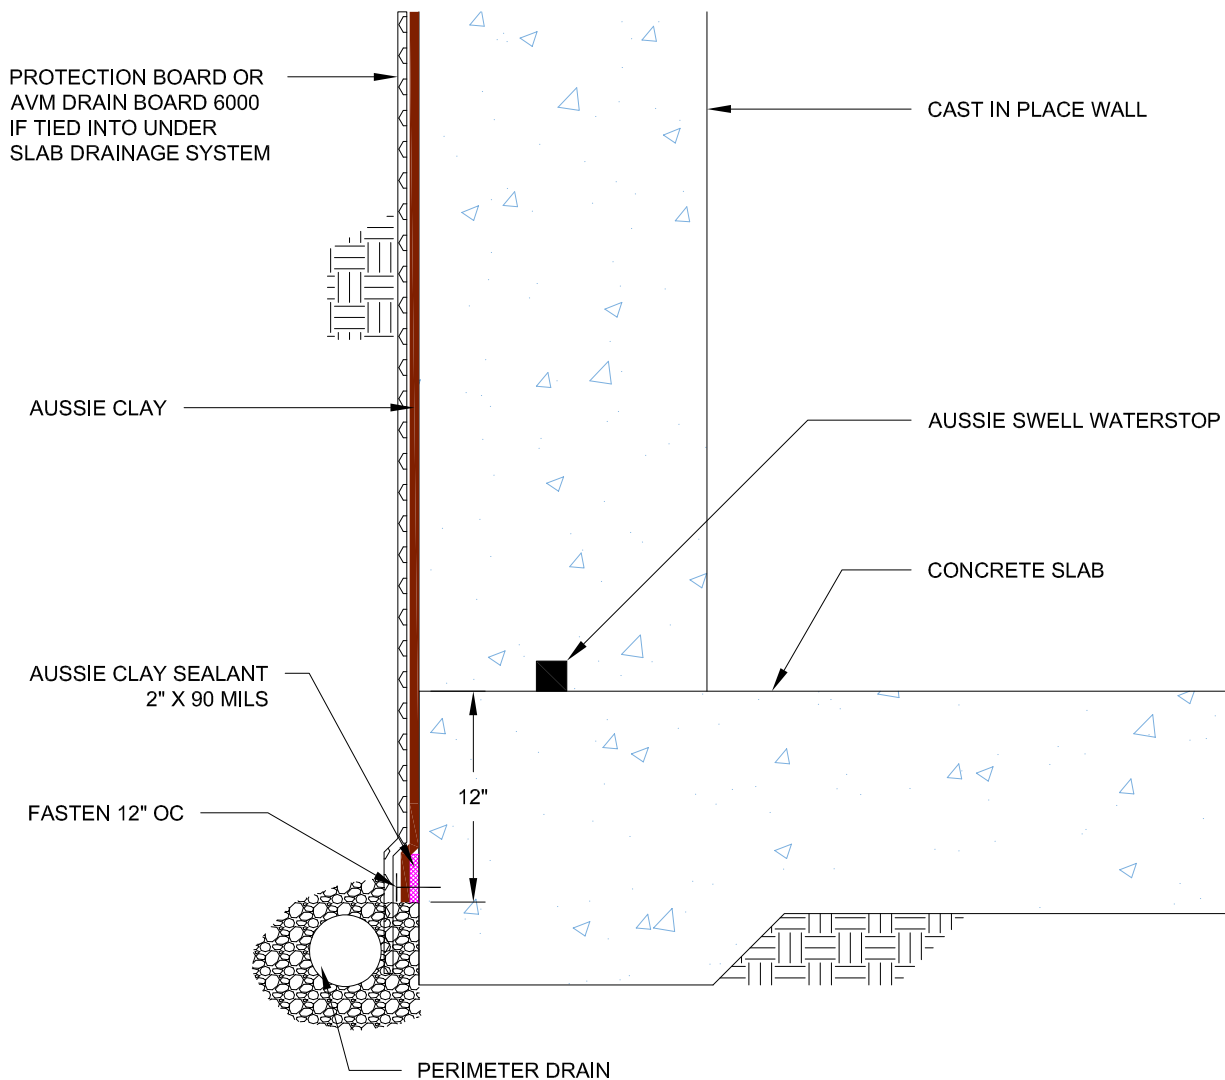 PROTECTION BOARD OR
AVM DRAIN BOARD 6000
IF TIED INTO UNDER
SLAB DRAINAGE SYSTEM
CAST IN PLACE WALL
AUSSIE CLAY
AUSSIE SWELL WATERSTOP
CONCRETE SLAB
AUSSIE CLAY SEALANT
2" X 90 MILS
12"
FASTEN 12" OC
PERIMETER DRAIN